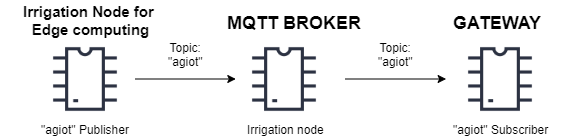 Irrigation Node for
Edge computing
MQTT BROKER
GATEWAY
Topic:
"agiot"
Topic:
"agiot"
"agiot" Publisher
Irrigation node
"agiot" Subscriber